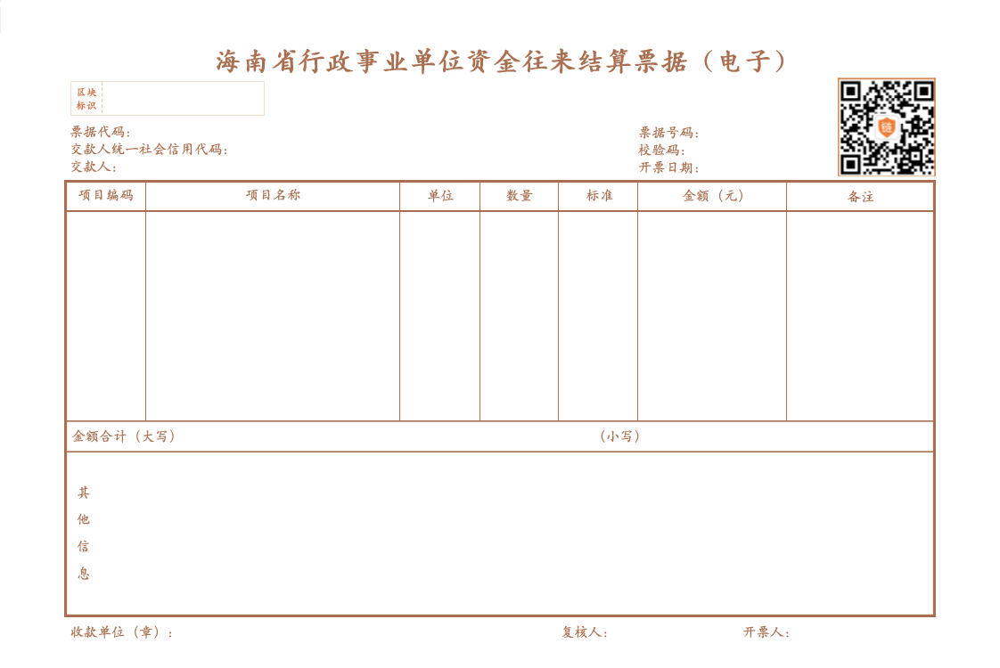 海南省行政事业单位资金往来结算票据（电子）
区块
标识
链
票据代码：
票据号码：
交款人统一社会信用代码：
校验码：
交款人：
开票日期：
项目编码 项目名称 单位 数量 标准 金额（元） 备注
金额合计（大写） （小写）
其
他
信
息
收款单位（章）： 复核人： 开票人：